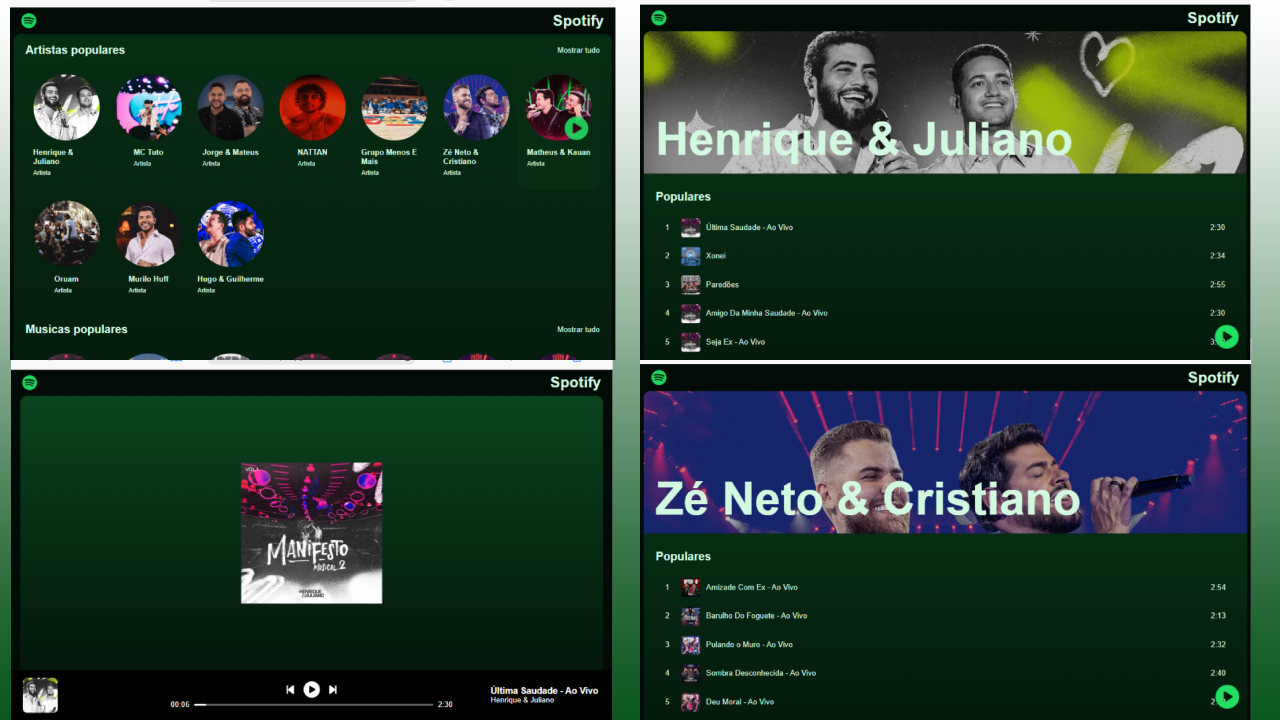 Spotify
Artistas populares
Mostrar tudo
Henrique & Juliano
Artista
MC Tuto
Artista
Jorge & Mateus
Artista
NATTAN
Artista
Grupo Menos É Mais
Artista
Zé Neto & Cristiano
Artista
Matheus & Kauan
Artista
Oruam
Artista
Murilo Huff
Artista
Hugo & Guilherme
Artista
Musicas populares
Mostrar tudo
Spotify
Henrique & Juliano
Populares
1 Última Saudade - Ao Vivo 2:30
2 Xonei 2:34
3 Paredões 2:55
4 Amigo Da Minha Saudade - Ao Vivo 2:30
5 Seja Ex - Ao Vivo
Spotify
VOL.1
MANIFESTO
MUSICAL 2
HENRIQUE
&JULIANO
00:06
2:30
Última Saudade - Ao Vivo
Henrique & Juliano
Spotify
Zé Neto & Cristiano
Populares
1 Amizade Com Ex - Ao Vivo 2:54
2 Barulho Do Foguete - Ao Vivo 2:13
3 Pulando o Muro - Ao Vivo 2:32
4 Sombra Desconhecida - Ao Vivo 2:40
5 Deu Moral - Ao Vivo